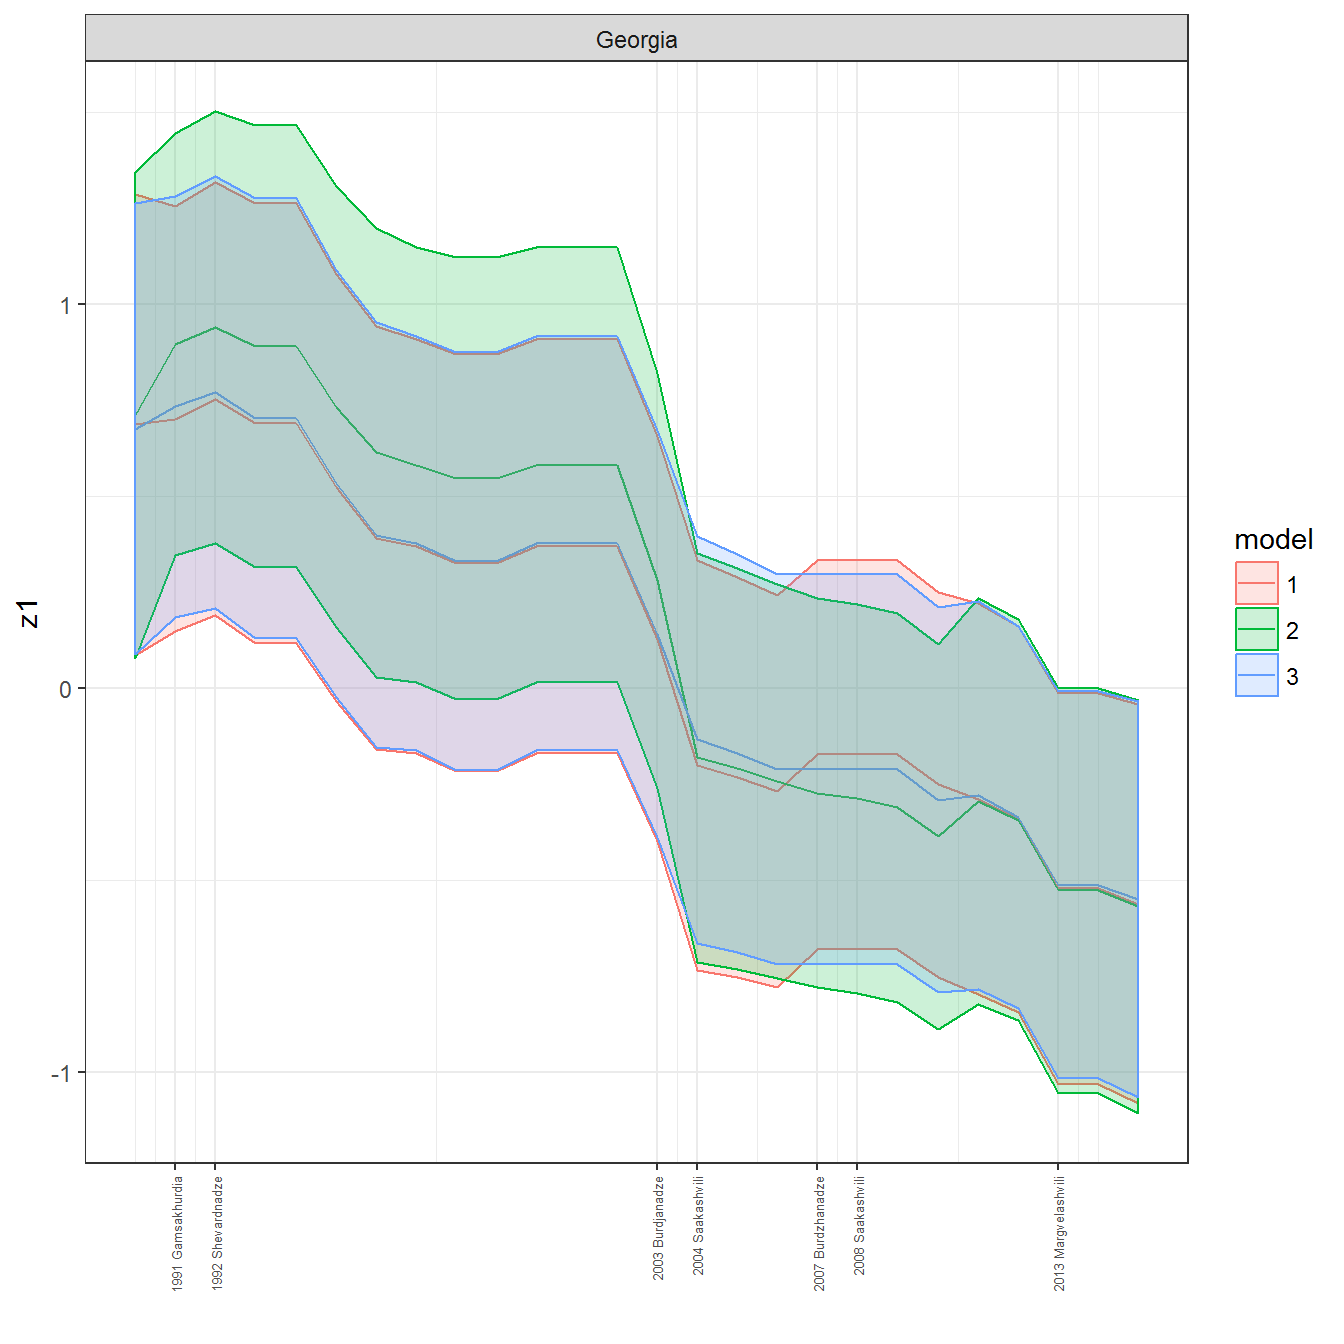 Georgia
z1
1
0
-1
1991 Gamsakhurdia
1992 Shevardnadze
2003 Burdjanadze
2004 Saakashvili
2007 Burdzhanadze
2008 Saakashvili
2013 Margvelashvili
model
1
2
3